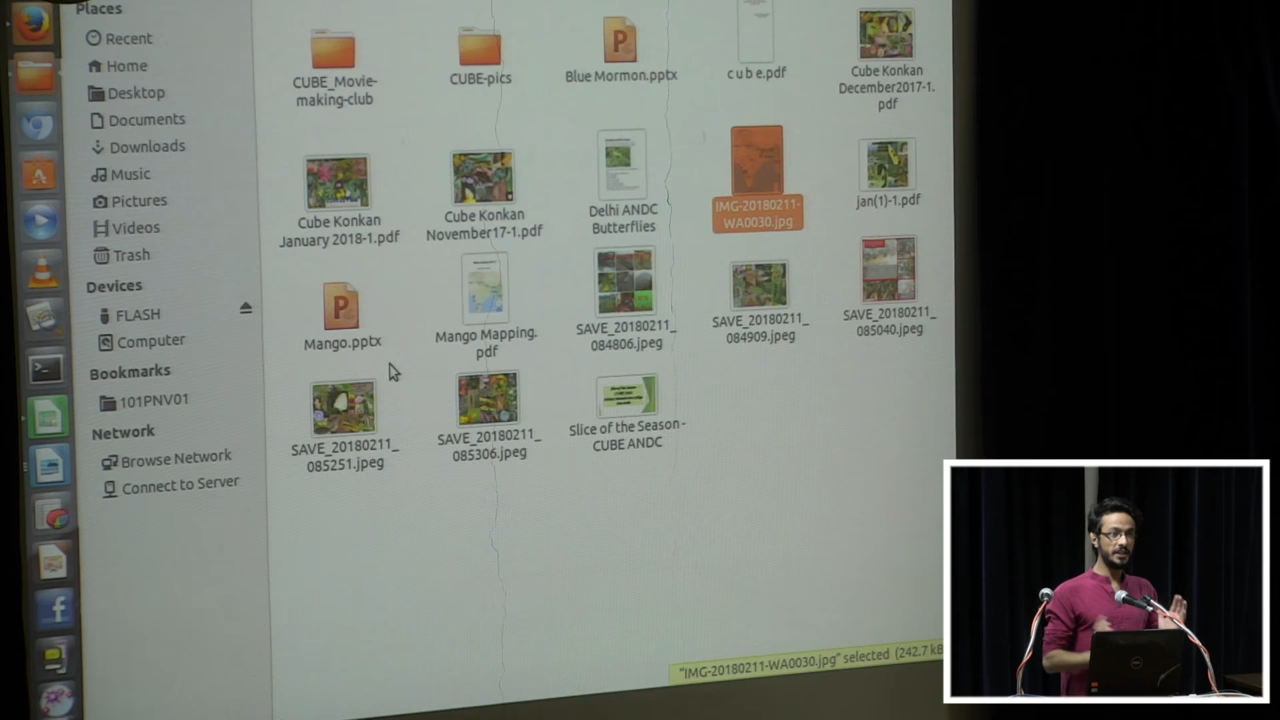 Places
Recent
Home
Desktop
Documents
Downloads
Music
Pictures
Videos
Trash
Devices
FLASH
Computer
Bookmarks
101PNV01
Network
Browse Network
Connect to Server
CUBE_Movie-
making-club
CUBE-pics
Blue Mormon.pptx
c u b e.pdf
Cube Konkan
December2017-1.
pdf
Cube Konkan
January 2018-1.pdf
Cube Konkan
November17-1.pdf
Delhi ANDC
Butterflies
IMG-20180211-
WA0030.jpg
jan(1)-1.pdf
Mango.pptx
Mango Mapping.
pdf
SAVE_20180211_
084806.jpeg
SAVE_20180211_
084909.jpeg
SAVE_20180211_
085040.jpeg
SAVE_20180211_
085251.jpeg
SAVE_20180211_
085306.jpeg
Slice of the Season -
CUBE ANDC
"IMG-20180211-WA0030.jpg" selected (242.7 kB